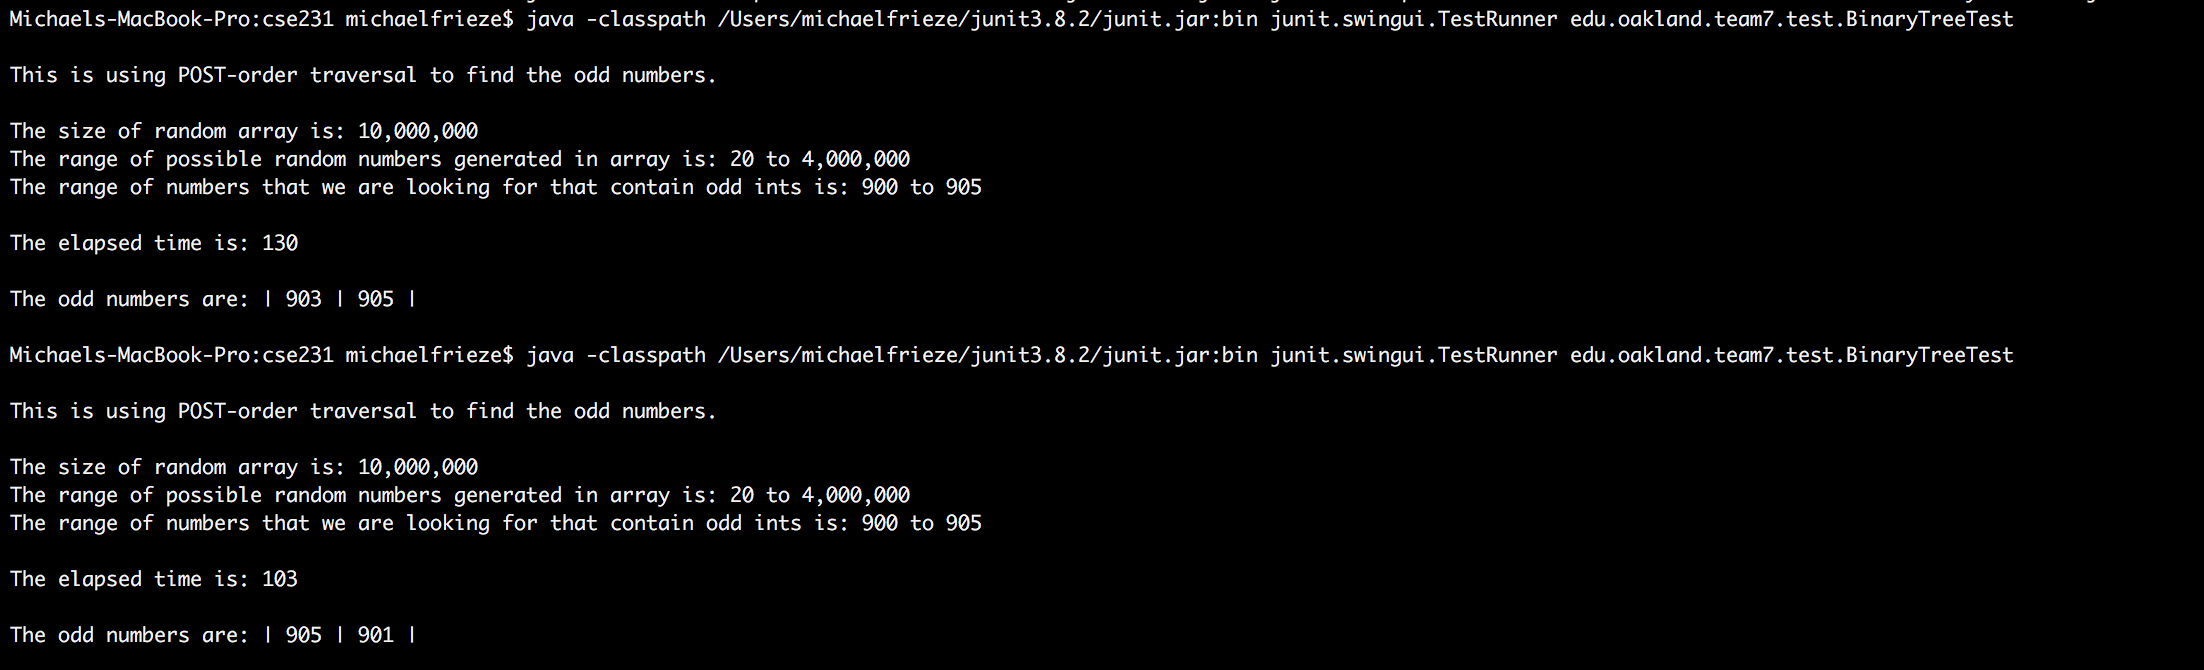 Michaels-MacBook-Pro:cse231 michaelfrieze$ java -classpath /Users/michaelfrieze/junit3.8.2/junit.jar:bin junit.swingui.TestRunner edu.oakland.team7.test.BinaryTreeTest
This is using POST-order traversal to find the odd numbers.
The size of random array is: 10,000,000
The range of possible random numbers generated in array is: 20 to 4,000,000
The range of numbers that we are looking for that contain odd ints is: 900 to 905
The elapsed time is: 130
The odd numbers are: | 903 | 905 |
Michaels-MacBook-Pro:cse231 michaelfrieze$ java -classpath /Users/michaelfrieze/junit3.8.2/junit.jar:bin junit.swingui.TestRunner edu.oakland.team7.test.BinaryTreeTest
This is using POST-order traversal to find the odd numbers.
The size of random array is: 10,000,000
The range of possible random numbers generated in array is: 20 to 4,000,000
The range of numbers that we are looking for that contain odd ints is: 900 to 905
The elapsed time is: 103
The odd numbers are: | 905 | 901 |